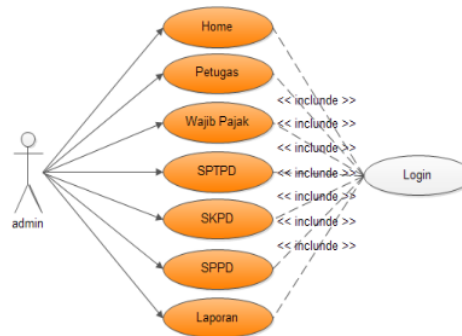 Home
Petugas
<< inclunde >>
Wajib Pajak
<< inclunde >>
<< inclunde >>
SPTPD
<< inclunde >>
Login
<< inclunde >>
SKPD
<< inclunde >>
admin
<< inclunde >>
SPPD
Laporan